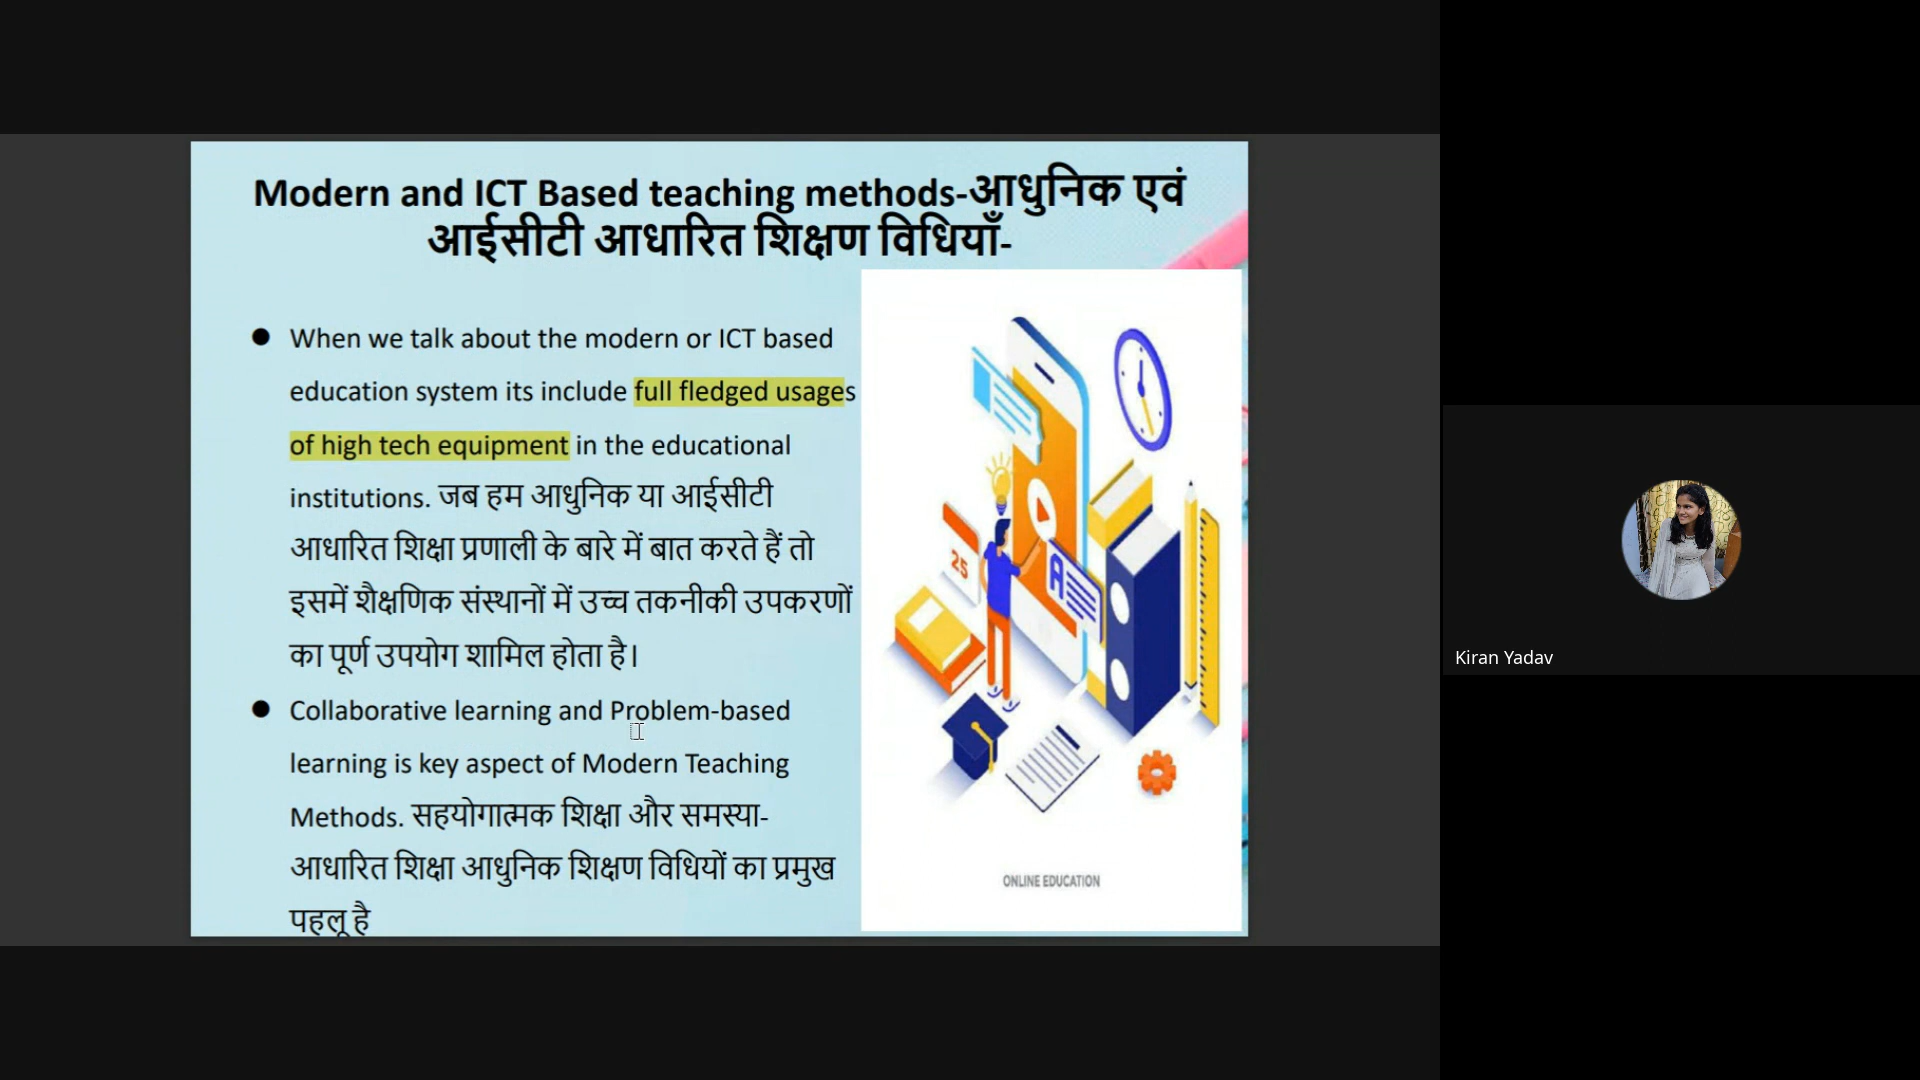 Modern and ICT Based teaching methods-आधुनिक एवं
आईसीटी आधारित शिक्षण विधियाँ-
When we talk about the modern or ICT based
education system its include full fledged usages
of high tech equipment in the educational
institutions. जब हम आधुनिक या आईसीटी
आधारित शिक्षा प्रणाली के बारे में बात करते हैं तो
इसमें शैक्षणिक संस्थानों में उच्च तकनीकी उपकरणों
का पूर्ण उपयोग शामिल होता है।
Collaborative learning and Problem-based
learning is key aspect of Modern Teaching
Methods. सहयोगात्मक शिक्षा और समस्या-
आधारित शिक्षा आधुनिक शिक्षण विधियों का प्रमुख
पहलू है
25
A
ONLINE EDUCATION
Kiran Yadav